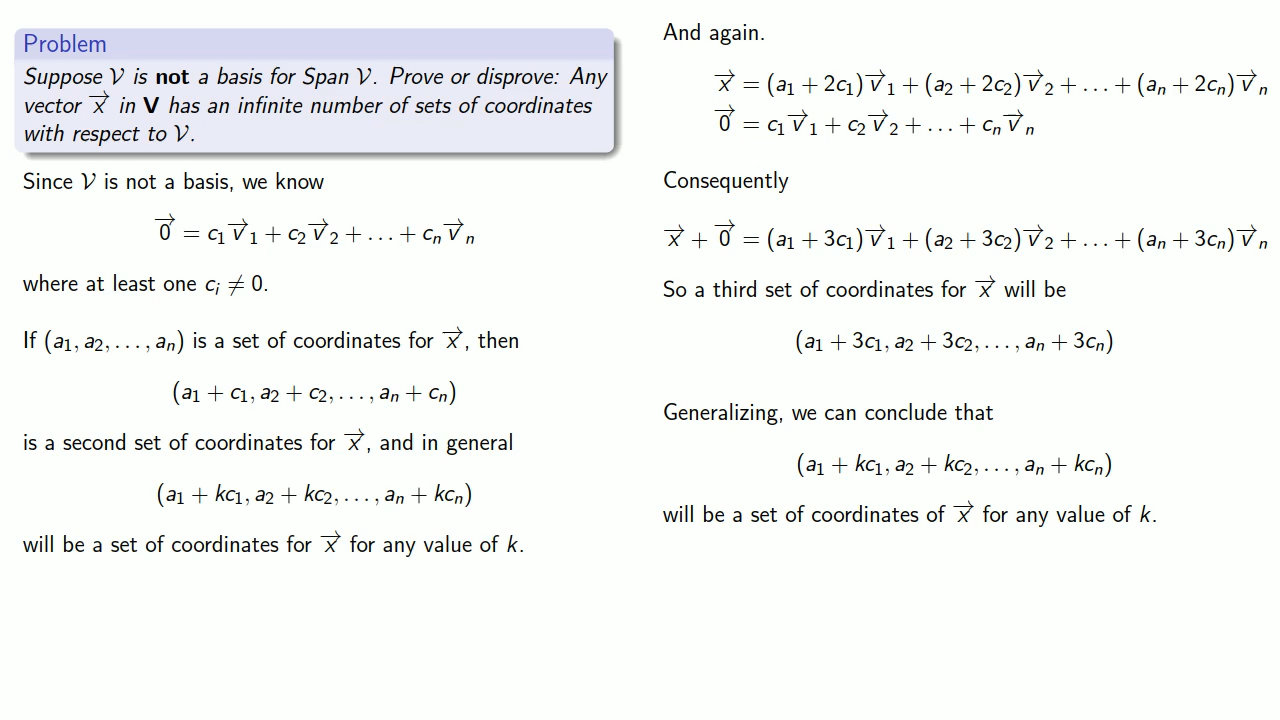 Problem
Suppose 𝒱 is not a basis for Span 𝒱. Prove or disprove: Any
vector x⃗ in V has an infinite number of sets of coordinates
with respect to 𝒱.
Since 𝒱 is not a basis, we know
0⃗ = c₁v⃗₁ + c₂v⃗₂ + … + cₙv⃗ₙ
where at least one cᵢ ≠ 0.
If (a₁, a₂, …, aₙ) is a set of coordinates for x⃗, then
(a₁ + c₁, a₂ + c₂, …, aₙ + cₙ)
is a second set of coordinates for x⃗, and in general
(a₁ + kc₁, a₂ + kc₂, …, aₙ + kcₙ)
will be a set of coordinates for x⃗ for any value of k.
And again.
x⃗ = (a₁ + 2c₁)v⃗₁ + (a₂ + 2c₂)v⃗₂ + … + (aₙ + 2cₙ)v⃗ₙ
0⃗ = c₁v⃗₁ + c₂v⃗₂ + … + cₙv⃗ₙ
Consequently
x⃗ + 0⃗ = (a₁ + 3c₁)v⃗₁ + (a₂ + 3c₂)v⃗₂ + … + (aₙ + 3cₙ)v⃗ₙ
So a third set of coordinates for x⃗ will be
(a₁ + 3c₁, a₂ + 3c₂, …, aₙ + 3cₙ)
Generalizing, we can conclude that
(a₁ + kc₁, a₂ + kc₂, …, aₙ + kcₙ)
will be a set of coordinates of x⃗ for any value of k.